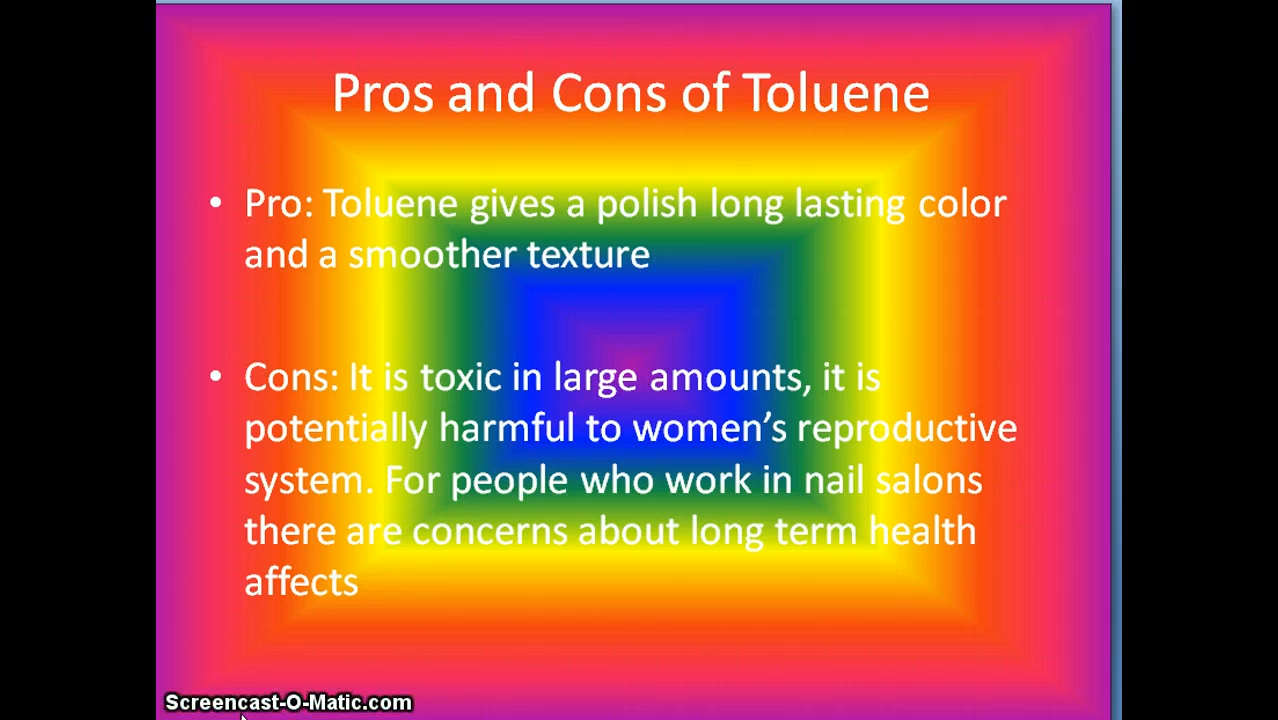 Pros and Cons of Toluene
• Pro: Toluene gives a polish long lasting color
and a smoother texture
• Cons: It is toxic in large amounts, it is
potentially harmful to women’s reproductive
system. For people who work in nail salons
there are concerns about long term health
affects
Screencast-O-Matic.com